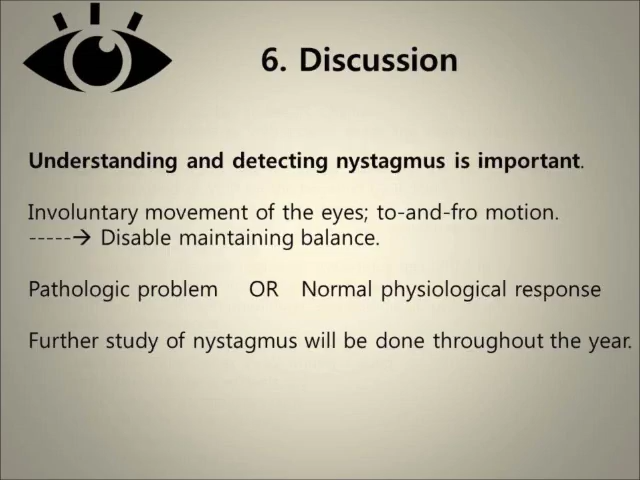 6. Discussion
Understanding and detecting nystagmus is important.
Involuntary movement of the eyes; to-and-fro motion.
-----→ Disable maintaining balance.
Pathologic problem OR Normal physiological response
Further study of nystagmus will be done throughout the year.